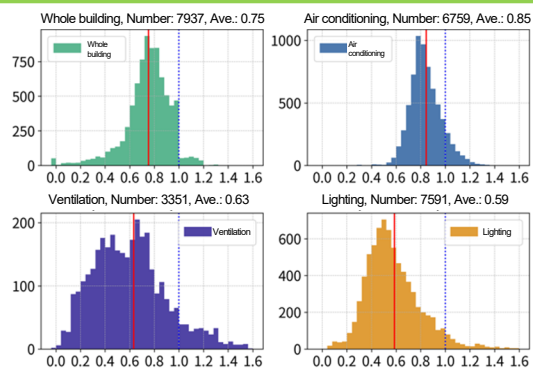 Whole building, Number: 7937, Ave.: 0.75
Whole
building
750
500
250
0
0.0 0.2 0.4 0.6 0.8 1.0 1.2 1.4 1.6
Air conditioning, Number: 6759, Ave.: 0.85
Air
conditioning
1000
500
0
0.0 0.2 0.4 0.6 0.8 1.0 1.2 1.4 1.6
Ventilation, Number: 3351, Ave.: 0.63
Ventilation
200
100
0
0.0 0.2 0.4 0.6 0.8 1.0 1.2 1.4 1.6
Lighting, Number: 7591, Ave.: 0.59
Lighting
600
400
200
0
0.0 0.2 0.4 0.6 0.8 1.0 1.2 1.4 1.6